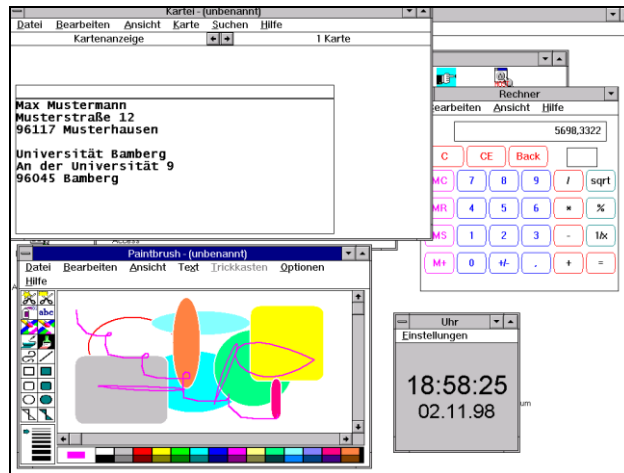 Kartei - (unbenannt)
Datei Bearbeiten Ansicht Karte Suchen Hilfe
Kartenanzeige 1 Karte
Max Mustermann
Musterstraße 12
96117 Musterhausen
Universität Bamberg
An der Universität 9
96045 Bamberg
Rechner
earbeiten Ansicht Hilfe
5698,3322
C CE Back
MC 7 8 9 / sqrt
MR 4 5 6 * %
MS 1 2 3 - 1/x
M+ 0 +/- . + =
Access
Paintbrush - (unbenannt)
Datei Bearbeiten Ansicht Text Trickkasten Optionen
Hilfe
abc
Uhr
Einstellungen
18:58:25
02.11.98
um